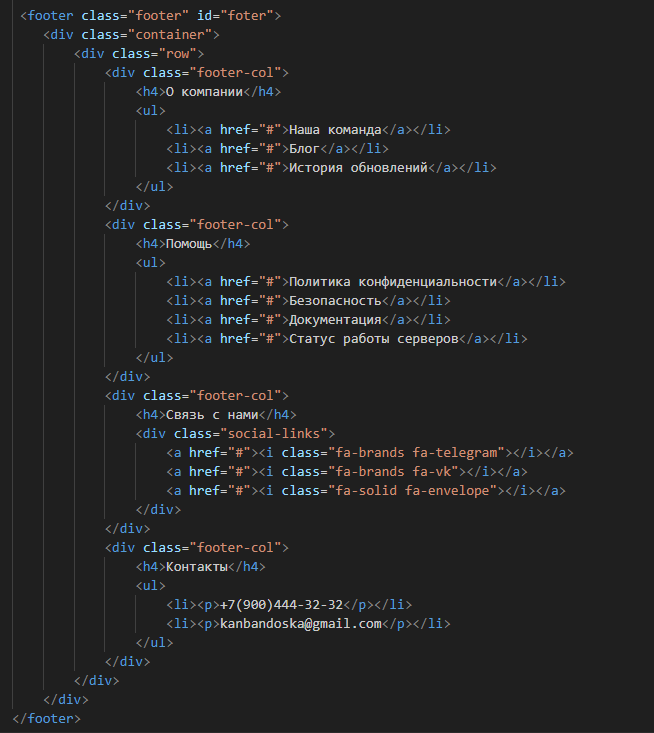 <footer class="footer" id="foter">
<div class="container">
<div class="row">
<div class="footer-col">
<h4>О компании</h4>
<ul>
<li><a href="#">Наша команда</a></li>
<li><a href="#">Блог</a></li>
<li><a href="#">История обновлений</a></li>
</ul>
</div>
<div class="footer-col">
<h4>Помощь</h4>
<ul>
<li><a href="#">Политика конфиденциальности</a></li>
<li><a href="#">Безопасность</a></li>
<li><a href="#">Документация</a></li>
<li><a href="#">Статус работы серверов</a></li>
</ul>
</div>
<div class="footer-col">
<h4>Связь с нами</h4>
<div class="social-links">
<a href="#"><i class="fa-brands fa-telegram"></i></a>
<a href="#"><i class="fa-brands fa-vk"></i></a>
<a href="#"><i class="fa-solid fa-envelope"></i></a>
</div>
</div>
<div class="footer-col">
<h4>Контакты</h4>
<ul>
<li><p>+7(900)444-32-32</p></li>
<li><p>kanbandoska@gmail.com</p></li>
</ul>
</div>
</div>
</div>
</footer>